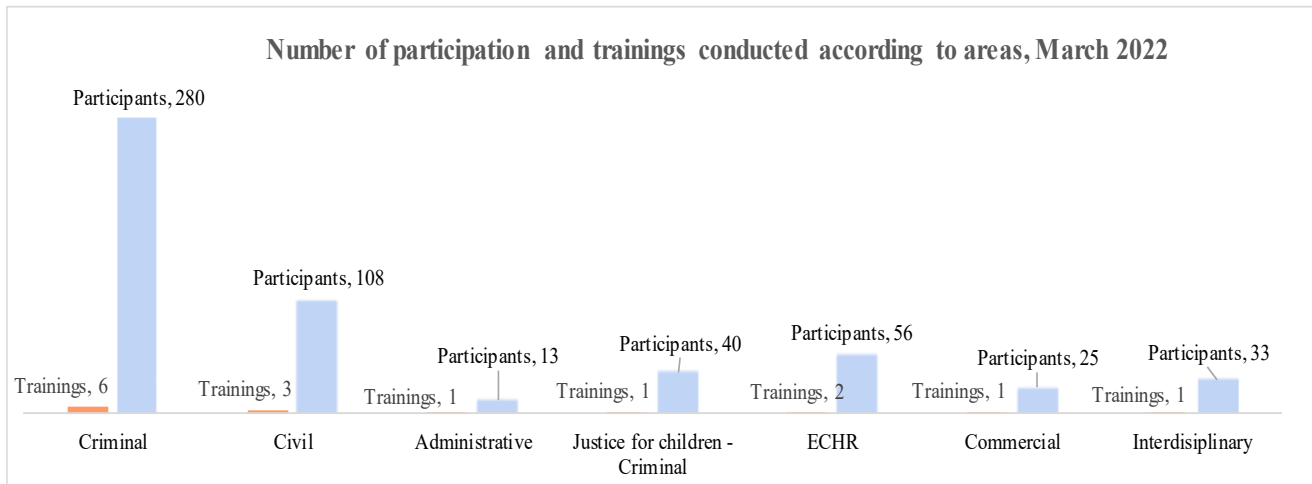 Number of participation and trainings conducted according to areas, March 2022
Participants, 280
Participants, 108
Participants, 13
Participants, 40
Participants, 56
Participants, 25
Participants, 33
Trainings, 6
Trainings, 3
Trainings, 1
Trainings, 1
Trainings, 2
Trainings, 1
Trainings, 1
Criminal
Civil
Administrative
Justice for children -
Criminal
ECHR
Commercial
Interdisiplinary